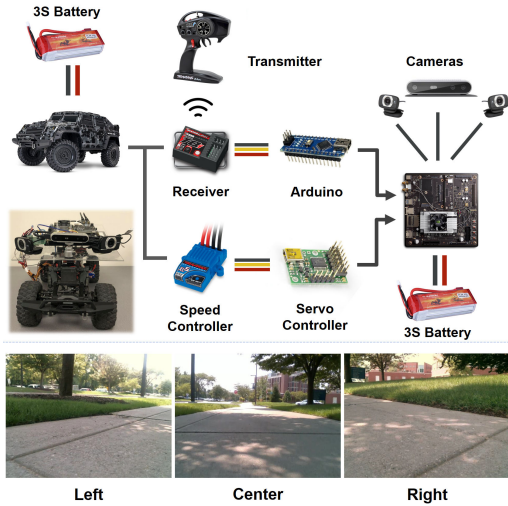 3S Battery
Transmitter
Cameras
Receiver
Arduino
Speed
Controller
Servo
Controller
3S Battery
Left
Center
Right